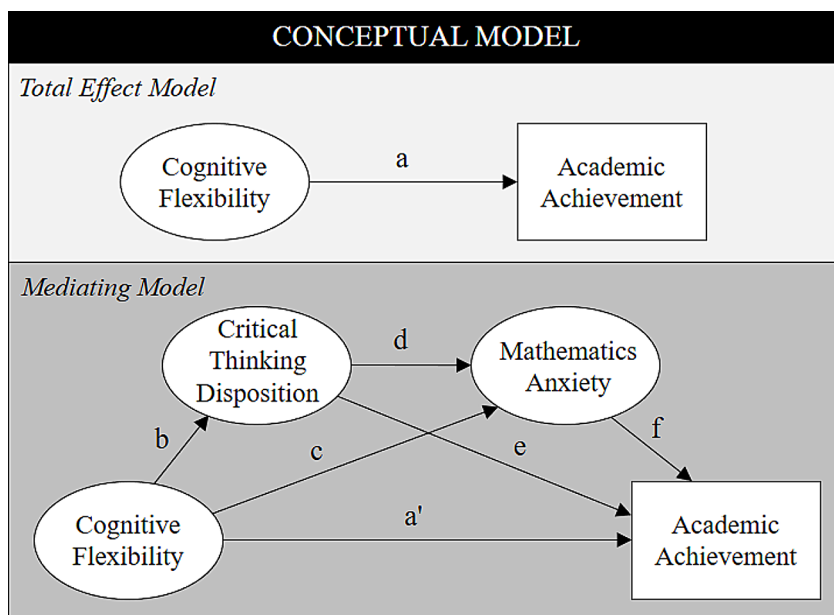 CONCEPTUAL MODEL
Total Effect Model
Cognitive
Flexibility
a
Academic
Achievement
Mediating Model
Critical
Thinking
Disposition
d
Mathematics
Anxiety
b
c
e
f
Cognitive
Flexibility
a'
Academic
Achievement